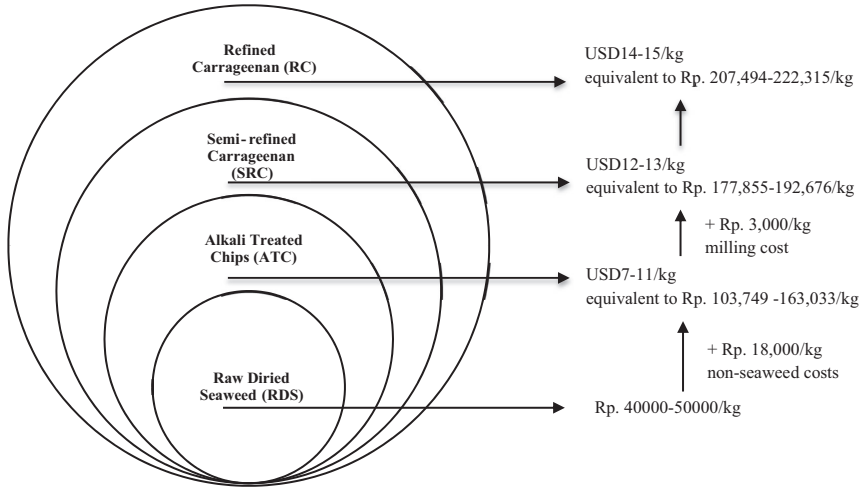 Refined
Carrageenan (RC)
USD14-15/kg
equivalent to Rp. 207,494-222,315/kg
Semi-refined
Carrageenan
(SRC)
USD12-13/kg
equivalent to Rp. 177,855-192,676/kg
+ Rp. 3,000/kg
milling cost
Alkali Treated
Chips (ATC)
USD7-11/kg
equivalent to Rp. 103,749 -163,033/kg
+ Rp. 18,000/kg
non-seaweed costs
Raw Diried
Seaweed (RDS)
Rp. 40000-50000/kg